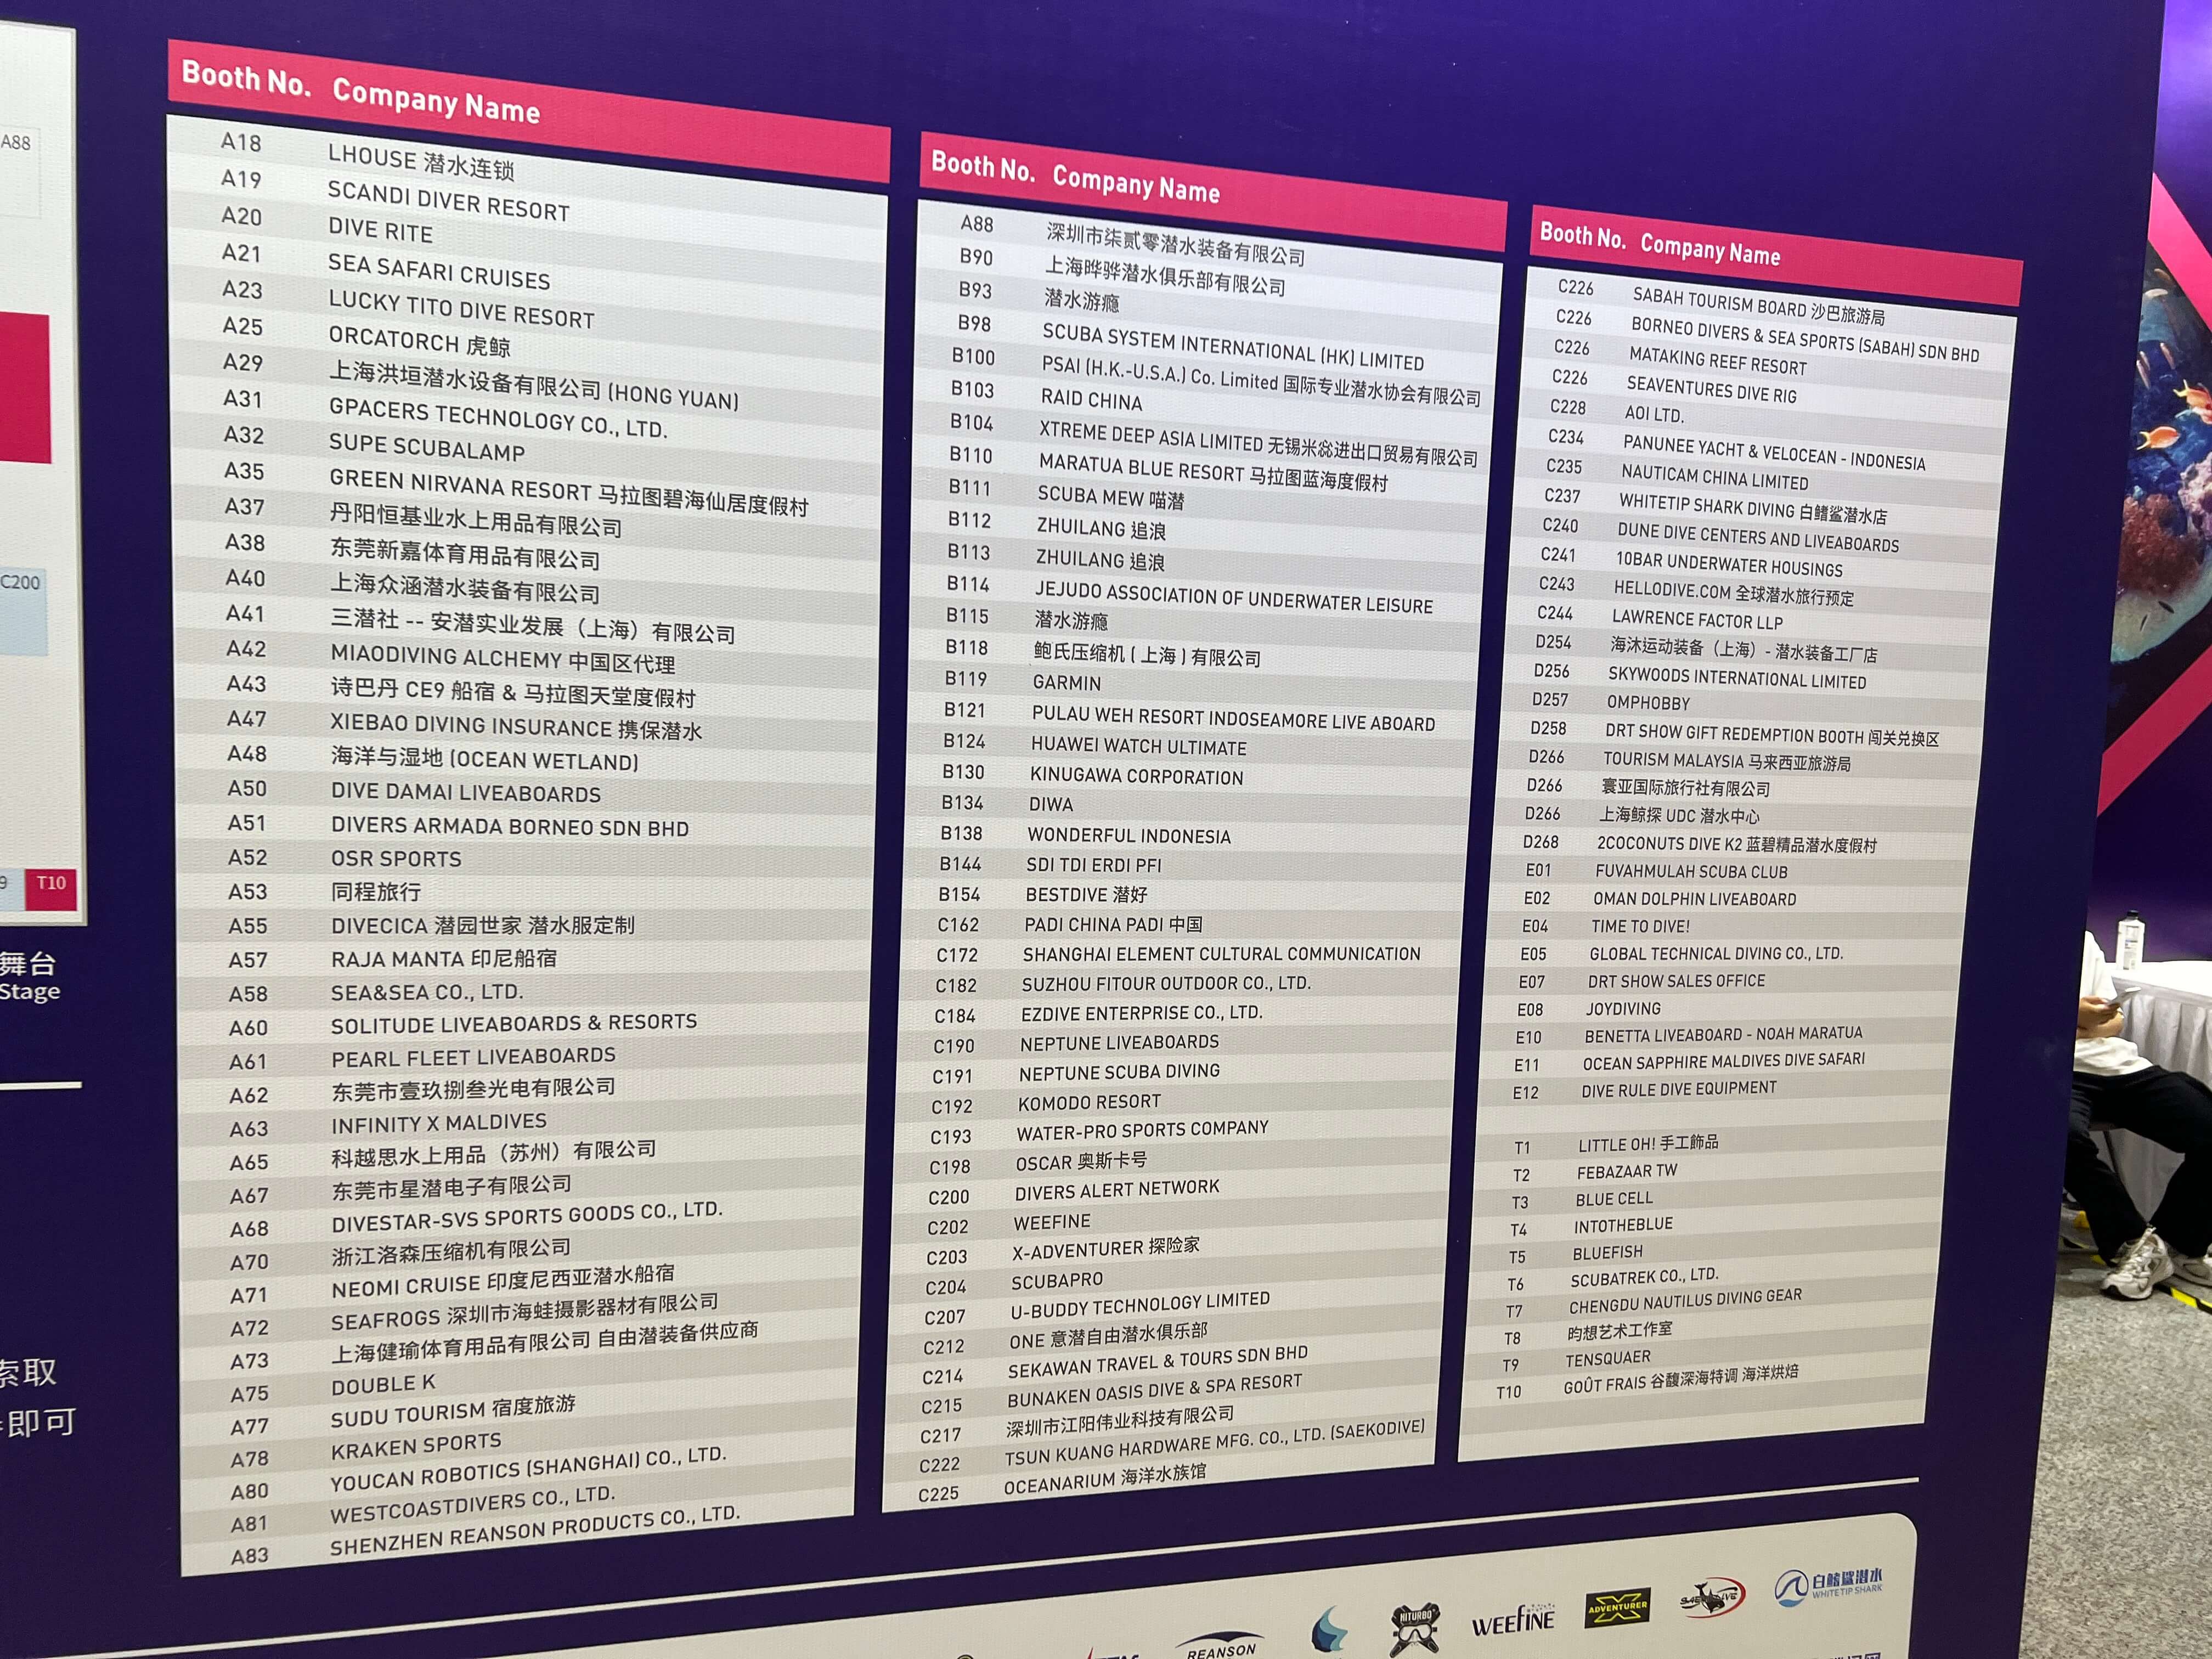 A88
C200
9
T10
舞台
Stage
索取
即可
Booth No. Company Name
A18 LHOUSE 潜水连锁
A19 SCANDI DIVER RESORT
A20 DIVE RITE
A21 SEA SAFARI CRUISES
A23 LUCKY TITO DIVE RESORT
A25 ORCATORCH 虎鲸
A29 上海洪垣潜水设备有限公司 (HONG YUAN)
A31 GPACERS TECHNOLOGY CO., LTD.
A32 SUPE SCUBALAMP
A35 GREEN NIRVANA RESORT 马拉图碧海仙居度假村
A37 丹阳恒基业水上用品有限公司
A38 东莞新嘉体育用品有限公司
A40 上海众涵潜水装备有限公司
A41 三潜社 -- 安潜实业发展（上海）有限公司
A42 MIAODIVING ALCHEMY 中国区代理
A43 诗巴丹 CE9 船宿 & 马拉图天堂度假村
A47 XIEBAO DIVING INSURANCE 携保潜水
A48 海洋与湿地 (OCEAN WETLAND)
A50 DIVE DAMAI LIVEABOARDS
A51 DIVERS ARMADA BORNEO SDN BHD
A52 OSR SPORTS
A53 同程旅行
A55 DIVECICA 潜园世家 潜水服定制
A57 RAJA MANTA 印尼船宿
A58 SEA&SEA CO., LTD.
A60 SOLITUDE LIVEABOARDS & RESORTS
A61 PEARL FLEET LIVEABOARDS
A62 东莞市壹玖捌叁光电有限公司
A63 INFINITY X MALDIVES
A65 科越思水上用品（苏州）有限公司
A67 东莞市星潜电子有限公司
A68 DIVESTAR-SVS SPORTS GOODS CO., LTD.
A70 浙江洛森压缩机有限公司
A71 NEOMI CRUISE 印度尼西亚潜水船宿
A72 SEAFROGS 深圳市海蛙摄影器材有限公司
A73 上海健瑜体育用品有限公司 自由潜装备供应商
A75 DOUBLE K
A77 SUDU TOURISM 宿度旅游
A78 KRAKEN SPORTS
A80 YOUCAN ROBOTICS (SHANGHAI) CO., LTD.
A81 WESTCOASTDIVERS CO., LTD.
A83 SHENZHEN REANSON PRODUCTS CO., LTD.
Booth No. Company Name
A88 深圳市柒贰零潜水装备有限公司
B90 上海晔骅潜水俱乐部有限公司
B93 潜水游瘾
B98 SCUBA SYSTEM INTERNATIONAL (HK) LIMITED
B100 PSAI (H.K.-U.S.A.) Co. Limited 国际专业潜水协会有限公司
B103 RAID CHINA
B104 XTREME DEEP ASIA LIMITED 无锡米惢进出口贸易有限公司
B110 MARATUA BLUE RESORT 马拉图蓝海度假村
B111 SCUBA MEW 喵潜
B112 ZHUILANG 追浪
B113 ZHUILANG 追浪
B114 JEJUDO ASSOCIATION OF UNDERWATER LEISURE
B115 潜水游瘾
B118 鲍氏压缩机 ( 上海 ) 有限公司
B119 GARMIN
B121 PULAU WEH RESORT INDOSEAMORE LIVE ABOARD
B124 HUAWEI WATCH ULTIMATE
B130 KINUGAWA CORPORATION
B134 DIWA
B138 WONDERFUL INDONESIA
B144 SDI TDI ERDI PFI
B154 BESTDIVE 潜好
C162 PADI CHINA PADI 中国
C172 SHANGHAI ELEMENT CULTURAL COMMUNICATION
C182 SUZHOU FITOUR OUTDOOR CO., LTD.
C184 EZDIVE ENTERPRISE CO., LTD.
C190 NEPTUNE LIVEABOARDS
C191 NEPTUNE SCUBA DIVING
C192 KOMODO RESORT
C193 WATER-PRO SPORTS COMPANY
C198 OSCAR 奥斯卡号
C200 DIVERS ALERT NETWORK
C202 WEEFINE
C203 X-ADVENTURER 探险家
C204 SCUBAPRO
C207 U-BUDDY TECHNOLOGY LIMITED
C212 ONE 意潜自由潜水俱乐部
C214 SEKAWAN TRAVEL & TOURS SDN BHD
C215 BUNAKEN OASIS DIVE & SPA RESORT
C217 深圳市江阳伟业科技有限公司
C222 TSUN KUANG HARDWARE MFG. CO., LTD. (SAEKODIVE)
C225 OCEANARIUM 海洋水族馆
Booth No. Company Name
C226 SABAH TOURISM BOARD 沙巴旅游局
C226 BORNEO DIVERS & SEA SPORTS (SABAH) SDN BHD
C226 MATAKING REEF RESORT
C226 SEAVENTURES DIVE RIG
C228 AOI LTD.
C234 PANUNEE YACHT & VELOCEAN - INDONESIA
C235 NAUTICAM CHINA LIMITED
C237 WHITETIP SHARK DIVING 白鳍鲨潜水店
C240 DUNE DIVE CENTERS AND LIVEABOARDS
C241 10BAR UNDERWATER HOUSINGS
C243 HELLODIVE.COM 全球潜水旅行预定
C244 LAWRENCE FACTOR LLP
D254 海沐运动装备（上海）- 潜水装备工厂店
D256 SKYWOODS INTERNATIONAL LIMITED
D257 OMPHOBBY
D258 DRT SHOW GIFT REDEMPTION BOOTH 闯关兑换区
D266 TOURISM MALAYSIA 马来西亚旅游局
D266 寰亚国际旅行社有限公司
D266 上海鲸探 UDC 潜水中心
D268 2COCONUTS DIVE K2 蓝碧精品潜水度假村
E01 FUVAHMULAH SCUBA CLUB
E02 OMAN DOLPHIN LIVEABOARD
E04 TIME TO DIVE!
E05 GLOBAL TECHNICAL DIVING CO., LTD.
E07 DRT SHOW SALES OFFICE
E08 JOYDIVING
E10 BENETTA LIVEABOARD - NOAH MARATUA
E11 OCEAN SAPPHIRE MALDIVES DIVE SAFARI
E12 DIVE RULE DIVE EQUIPMENT
T1 LITTLE OH! 手工飾品
T2 FEBAZAAR TW
T3 BLUE CELL
T4 INTOTHEBLUE
T5 BLUEFISH
T6 SCUBATREK CO., LTD.
T7 CHENGDU NAUTILUS DIVING GEAR
T8 昀想艺术工作室
T9 TENSQUAER
T10 GOÛT FRAIS 谷馥深海特调 海洋烘焙
REANSON
HITURBO
WEEFINE
ADVENTURER
白鳍鲨潜水
WHITETIP SHARK